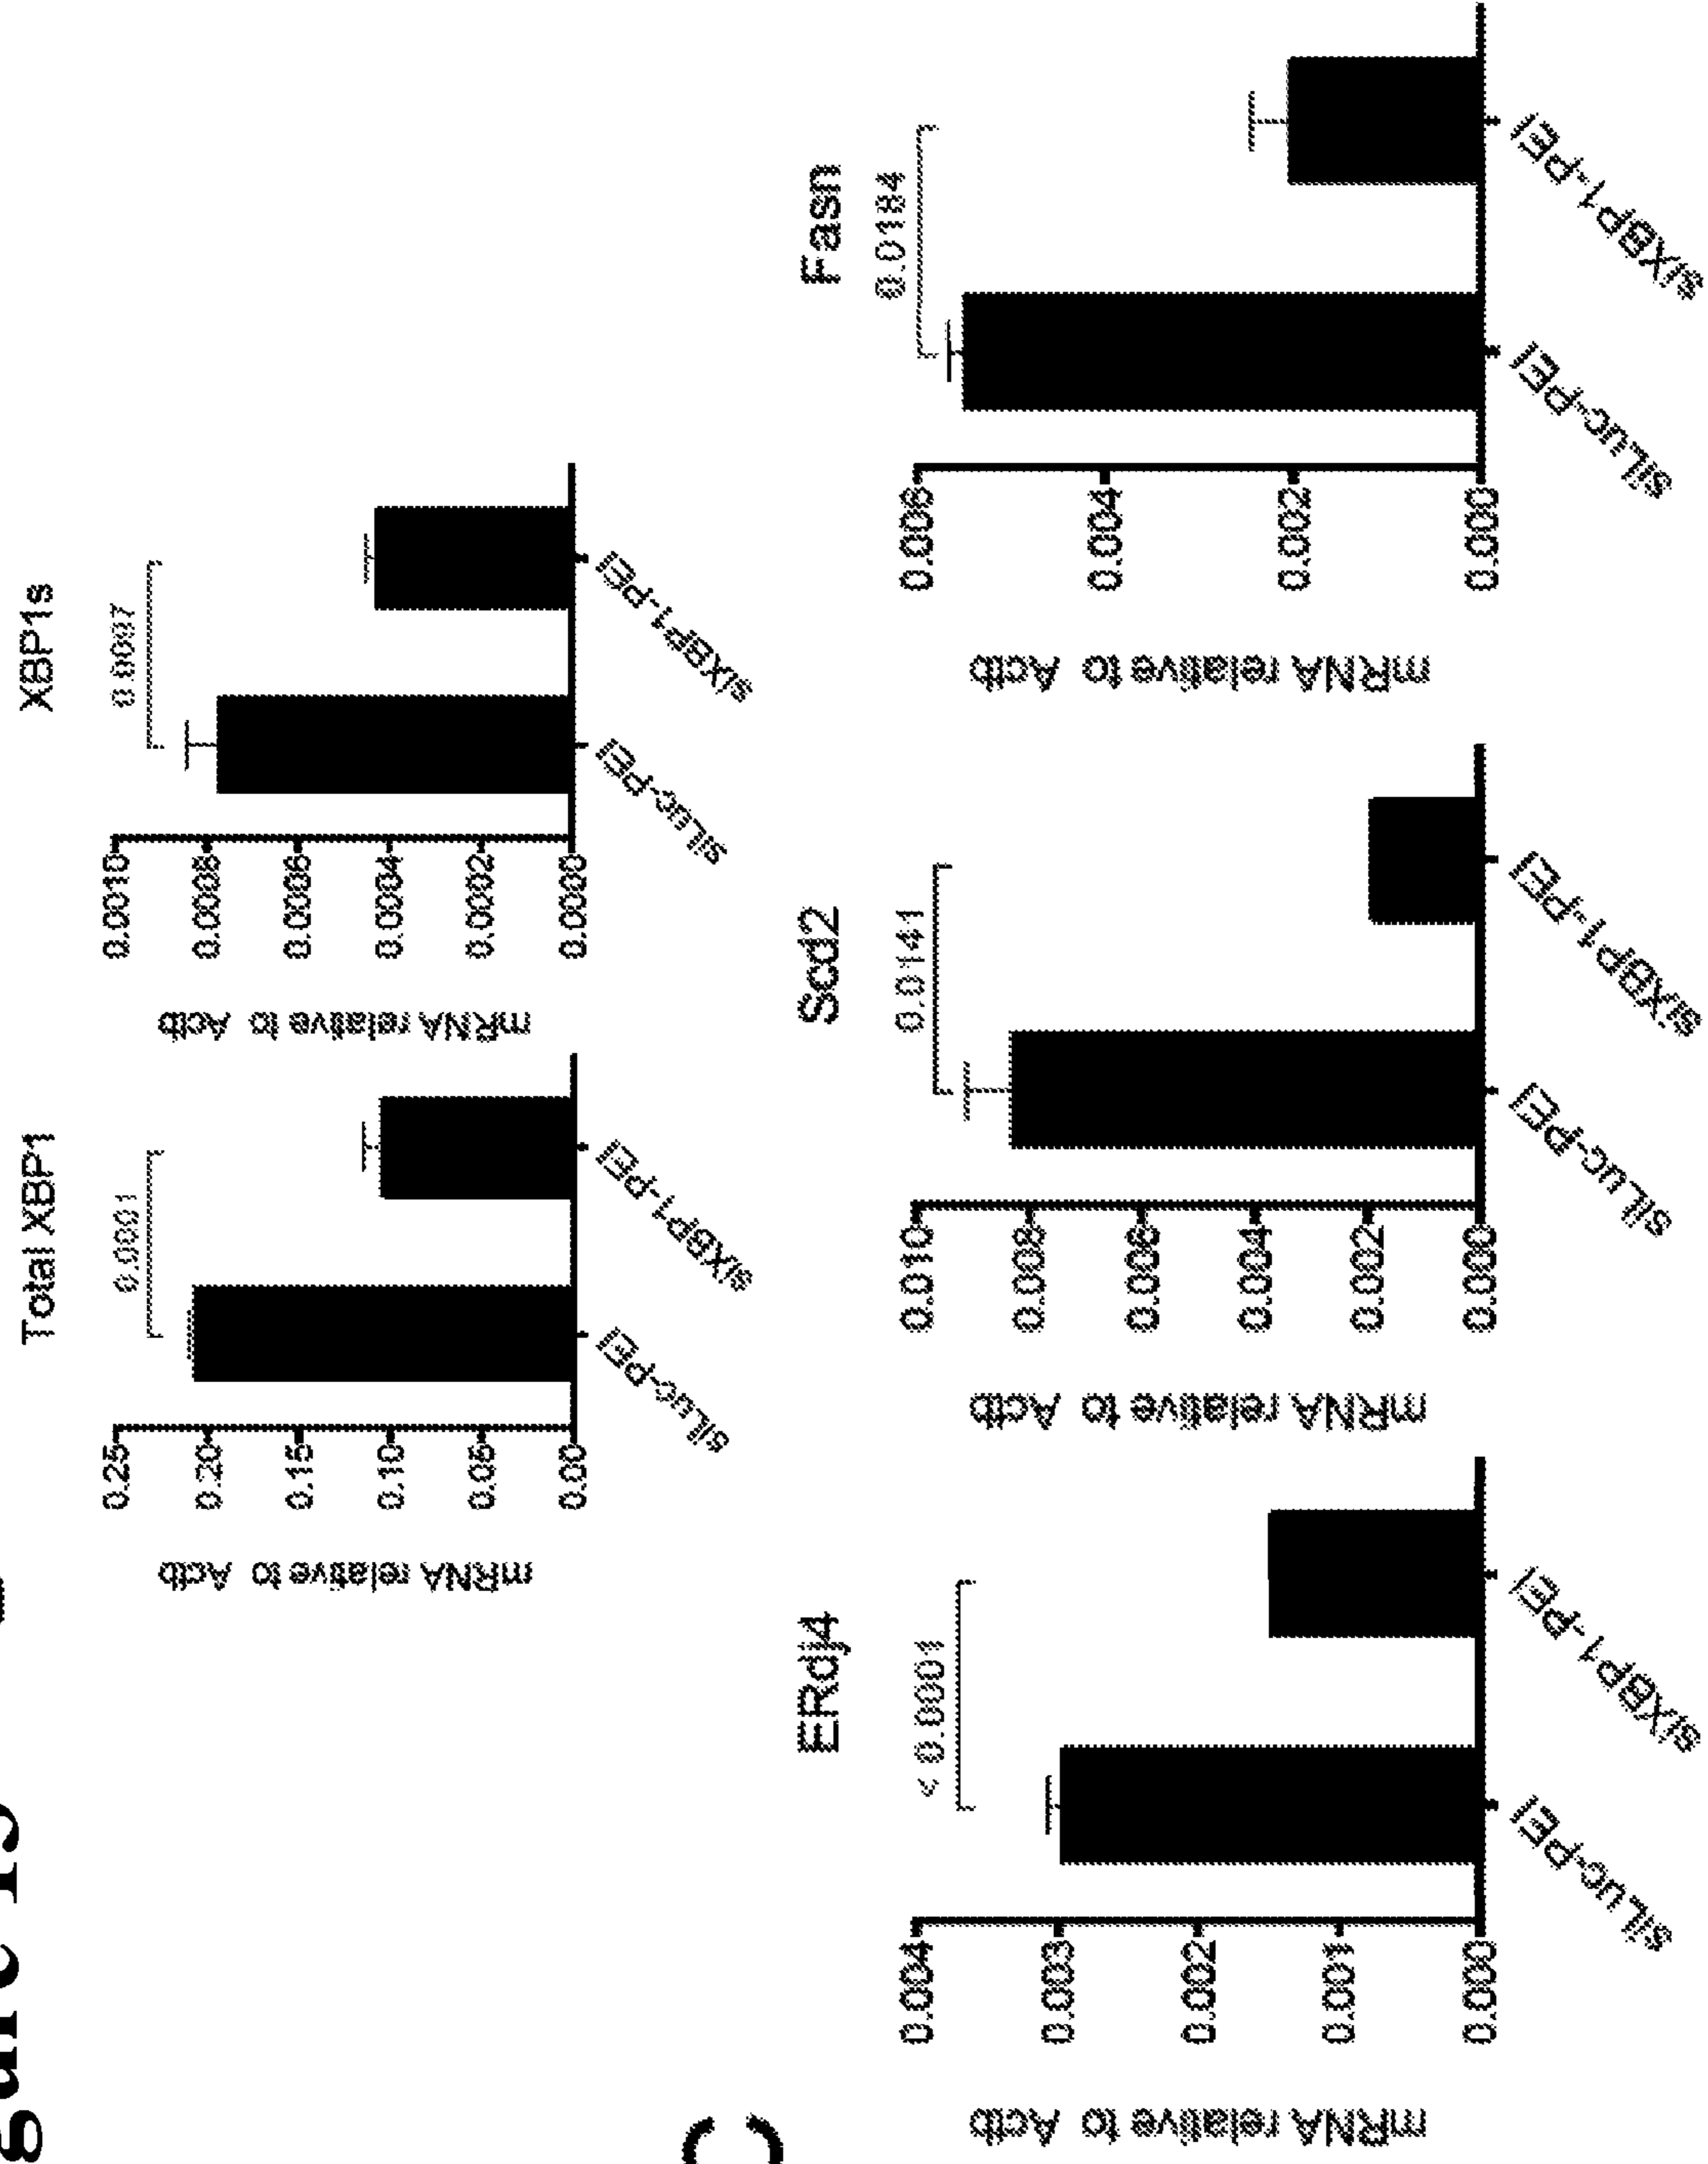 gure 19
Total XBP1
0.0001
mRNA relative to Actb
0.25
0.20
0.15
0.10
0.05
0.00
siLuc-PEI
siXBP1-PEI
XBP1s
mRNA relative to Actb
0.0010
0.0008
0.0006
0.0004
0.0002
0.0000
siLuc-PEI
siXBP1-PEI
C
ERdj4
< 0.0001
mRNA relative to Actb
0.004
0.003
0.002
0.001
0.000
siLuc-PEI
siXBP1-PEI
Scd2
0.0141
mRNA relative to Actb
0.010
0.008
0.006
0.004
0.002
0.000
siLuc-PEI
siXBP1-PEI
Fasn
0.0184
mRNA relative to Actb
0.006
0.004
0.002
0.000
siLuc-PEI
siXBP1-PEI